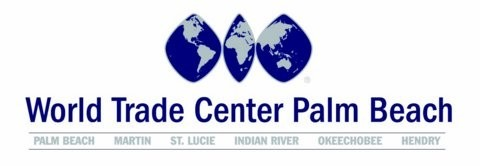 ®
World Trade Center Palm Beach
PALM BEACH MARTIN ST. LUCIE INDIAN RIVER OKEECHOBEE HENDRY